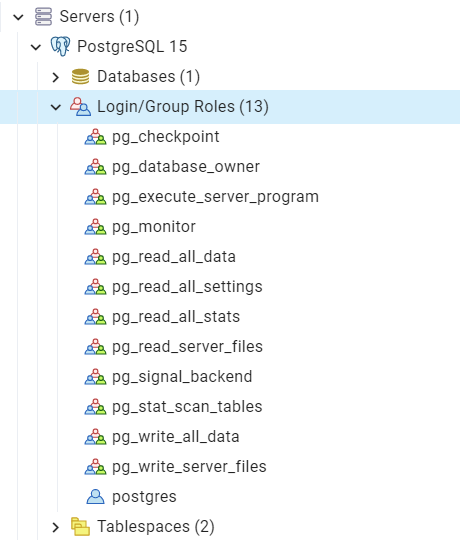 Servers (1)
PostgreSQL 15
Databases (1)
Login/Group Roles (13)
pg_checkpoint
pg_database_owner
pg_execute_server_program
pg_monitor
pg_read_all_data
pg_read_all_settings
pg_read_all_stats
pg_read_server_files
pg_signal_backend
pg_stat_scan_tables
pg_write_all_data
pg_write_server_files
postgres
Tablespaces (2)